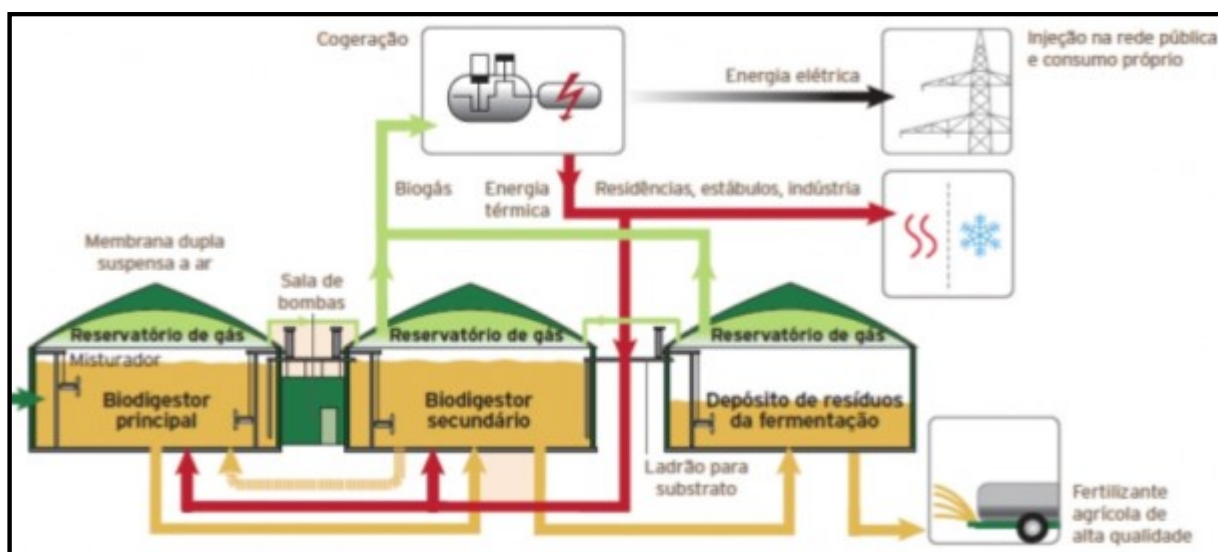 Cogeração
Energia elétrica
Injeção na rede pública
e consumo próprio
Biogás
Energia
térmica
Residências, estábulos, indústria
Membrana dupla
suspensa a ar
Sala de
bombas
Reservatório de gás
Reservatório de gás
Reservatório de gás
Misturador
Biodigestor
principal
Biodigestor
secundário
Depósito de resíduos
da fermentação
Ladrão para
substrato
Fertilizante
agrícola de
alta qualidade